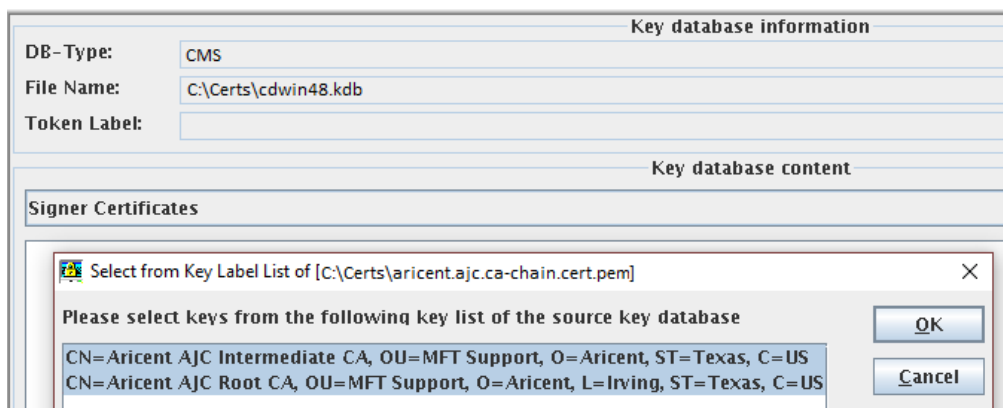 Key database information
DB-Type: CMS
File Name: C:\Certs\cdwin48.kdb
Token Label:
Key database content
Signer Certificates
Select from Key Label List of [C:\Certs\aricent.ajc.ca-chain.cert.pem]
Please select keys from the following key list of the source key database
OK
CN=Aricent AJC Intermediate CA, OU=MFT Support, O=Aricent, ST=Texas, C=US
CN=Aricent AJC Root CA, OU=MFT Support, O=Aricent, L=Irving, ST=Texas, C=US
Cancel